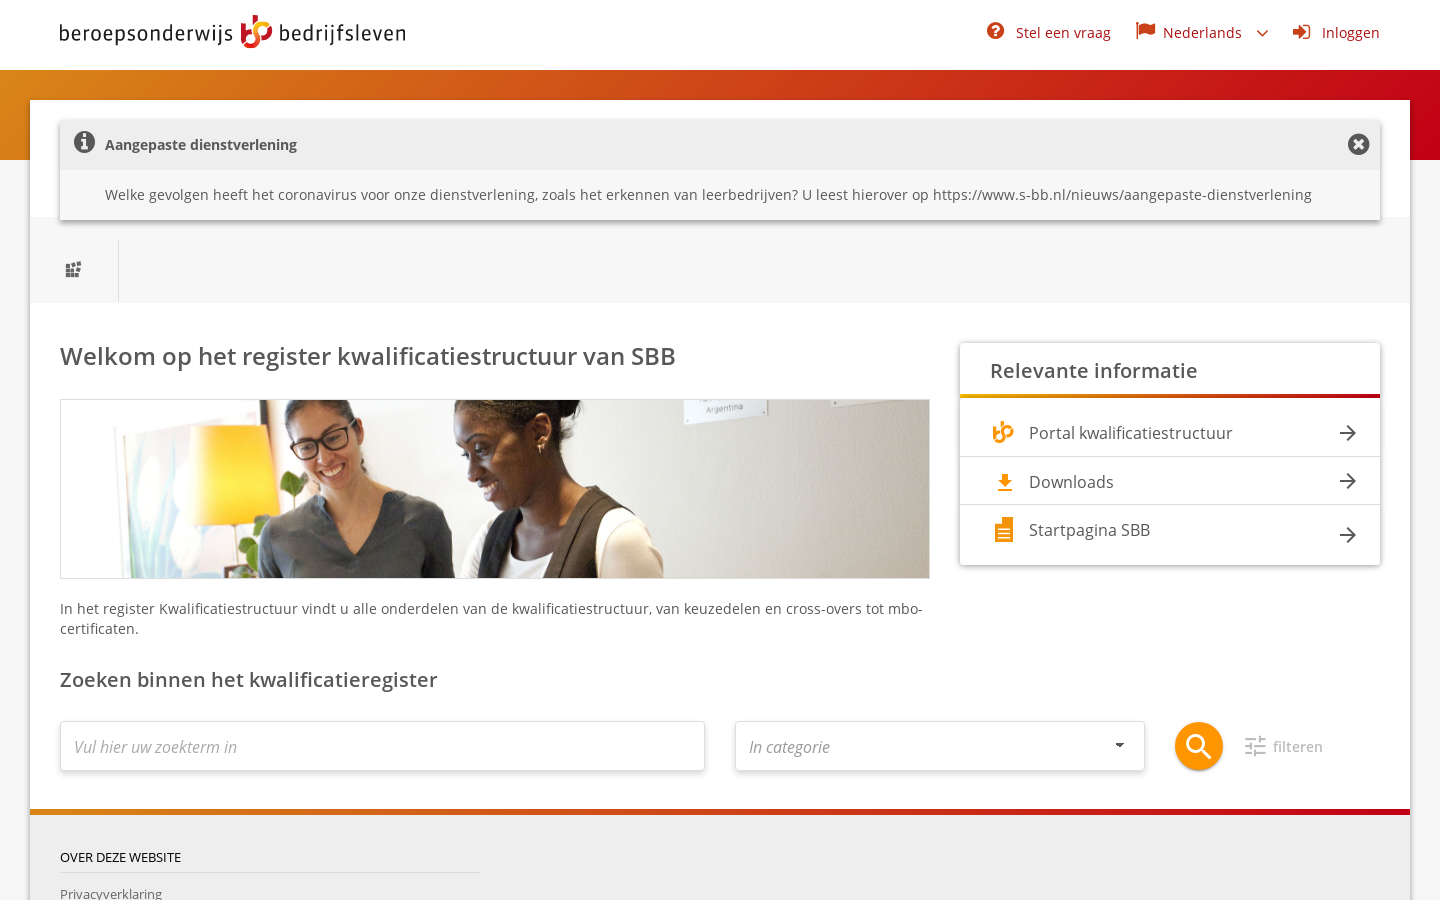 beroepsonderwijs bedrijfsleven
Stel een vraag
Nederlands
Inloggen
Aangepaste dienstverlening
Welke gevolgen heeft het coronavirus voor onze dienstverlening, zoals het erkennen van leerbedrijven? U leest hierover op https://www.s-bb.nl/nieuws/aangepaste-dienstverlening
Welkom op het register kwalificatiestructuur van SBB
Argentina
In het register Kwalificatiestructuur vindt u alle onderdelen van de kwalificatiestructuur, van keuzedelen en cross-overs tot mbo-
certificaten.
Relevante informatie
Portal kwalificatiestructuur
Downloads
Startpagina SBB
Zoeken binnen het kwalificatieregister
Vul hier uw zoekterm in
In categorie
filteren
OVER DEZE WEBSITE
Privacyverklaring